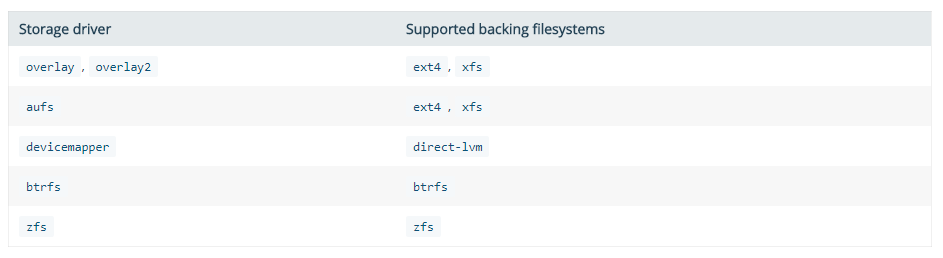 Storage driver Supported backing filesystems
overlay , overlay2 ext4 , xfs
aufs ext4 , xfs
devicemapper direct-lvm
btrfs btrfs
zfs zfs